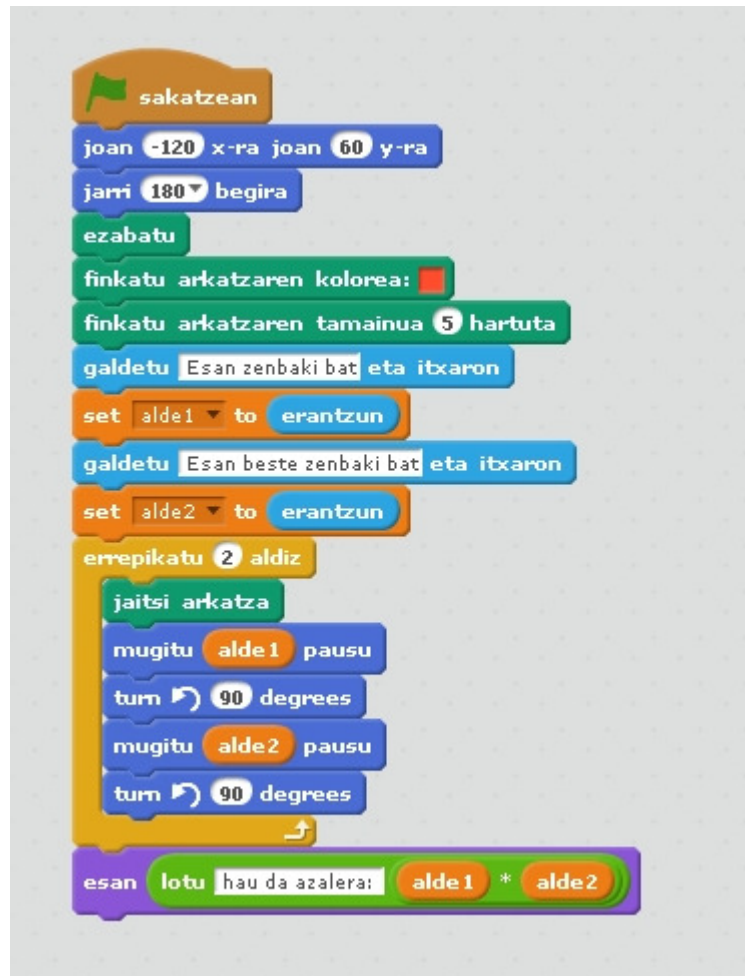 sakatzean
joan -120 x-ra joan 60 y-ra
jarri 180 begira
ezabatu
finkatu arkatzaren kolorea:
finkatu arkatzaren tamainua 5 hartuta
galdetu Esan zenbaki bat eta itxaron
set alde1 to erantzun
galdetu Esan beste zenbaki bat eta itxaron
set alde2 to erantzun
errepikatu 2 aldiz
jaitsi arkatza
mugitu alde1 pausu
turn 90 degrees
mugitu alde2 pausu
turn 90 degrees
esan lotu hau da azalera: alde1 * alde2